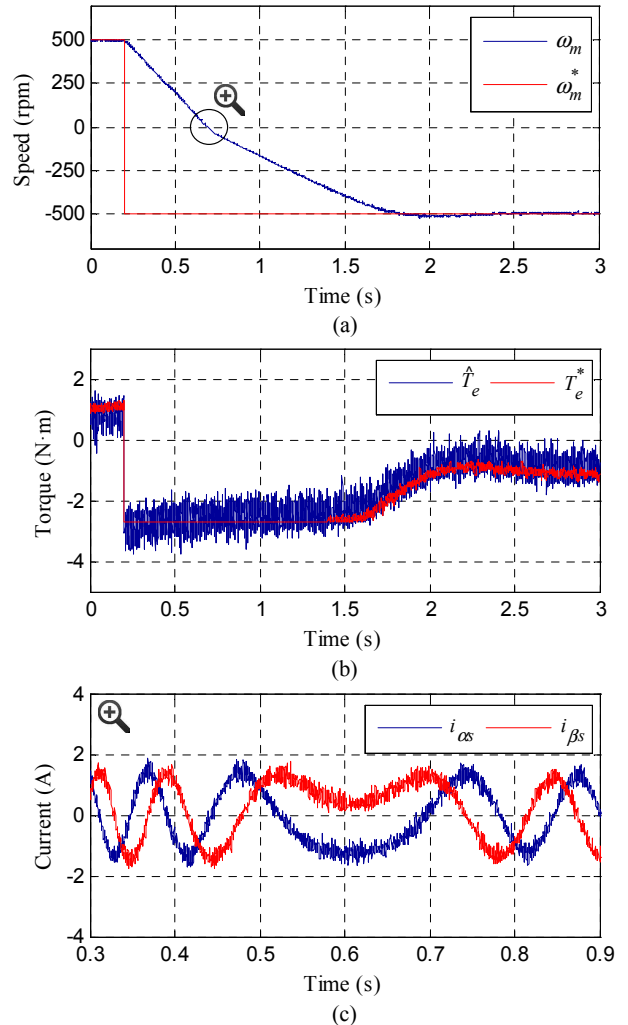 500
250
0
-250
-500
Speed (rpm)
ω_m
ω_m^*
0 0.5 1 1.5 2 2.5 3
Time (s)
(a)
2
0
-2
-4
Torque (N·m)
T̂_e T_e^*
0 0.5 1 1.5 2 2.5 3
Time (s)
(b)
4
2
0
-2
-4
Current (A)
i_αs i_βs
0.3 0.4 0.5 0.6 0.7 0.8 0.9
Time (s)
(c)